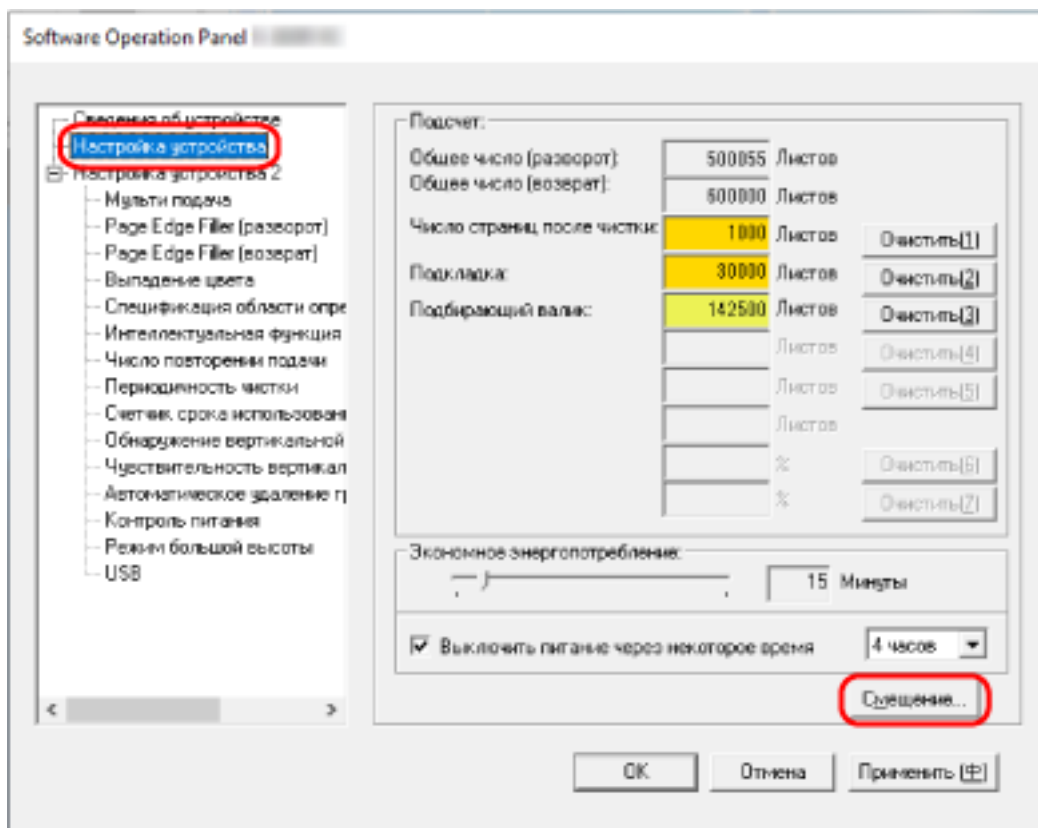 Software Operation Panel
Сведения об устройстве
Настройка устройства
Настройка устройства 2
Мульти подача
Page Edge Filler (разворот)
Page Edge Filler (возврат)
Выпадение цвета
Спецификация области опре
Интеллектуальная функция
Число повторении подачи
Периодичность чистки
Счетчик срока использован
Обнаружение вертикальной
Чувствительность вертикал
Автоматическое удаление гр
Контроль питания
Режим большой высоты
USB
Подсчет:
Общее число (разворот): 500055 Листов
Общее число (возврат): 600000 Листов
Число страниц после чистки: 1000 Листов Очистить(1)
Подкладка: 30000 Листов Очистить(2)
Подбирающий валик: 142500 Листов Очистить(3)
Листов Очистить(4)
Листов Очистить(5)
Листов
% Очистить(6)
% Очистить(7)
Экономное энергопотребление:
15 Минуты
Выключить питание через некоторое время 4 часов
Смещение...
OK Отмена Применить (中)